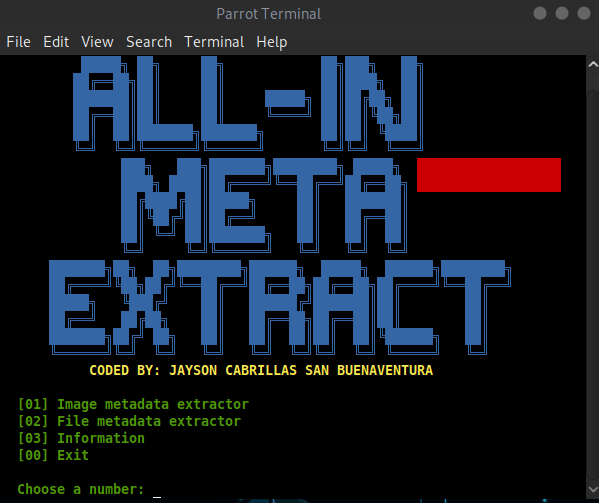 Parrot Terminal
File Edit View Search Terminal Help
ALL-IN
META
EXTRACT
CODED BY: JAYSON CABRILLAS SAN BUENAVENTURA
[01] Image metadata extractor
[02] File metadata extractor
[03] Information
[00] Exit
Choose a number: _